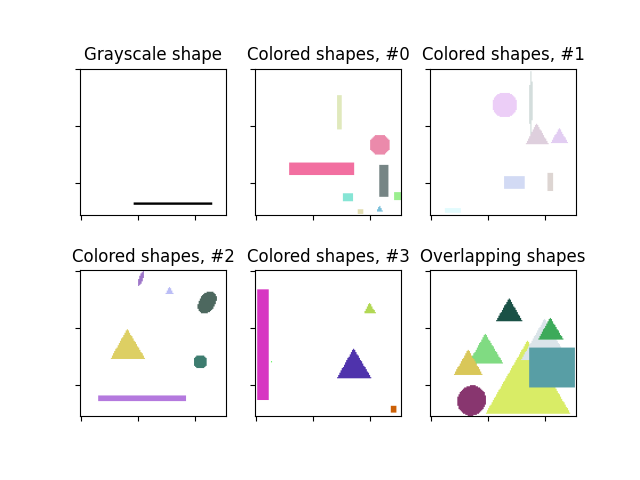 Grayscale shape
Colored shapes, #0
Colored shapes, #1
Colored shapes, #2
Colored shapes, #3
Overlapping shapes